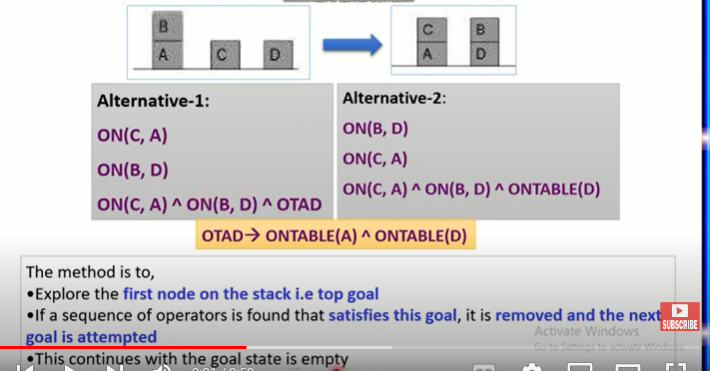 B
A
C
D
C
A
B
D
Alternative-1:
ON(C, A)
ON(B, D)
ON(C, A) ^ ON(B, D) ^ OTAD
Alternative-2:
ON(B, D)
ON(C, A)
ON(C, A) ^ ON(B, D) ^ ONTABLE(D)
OTAD→ ONTABLE(A) ^ ONTABLE(D)
The method is to,
•Explore the first node on the stack i.e top goal
•If a sequence of operators is found that satisfies this goal, it is removed and the next
goal is attempted
•This continues with the goal state is empty
SUBSCRIBE
Activate Windows
Go to Settings to activate Windows.